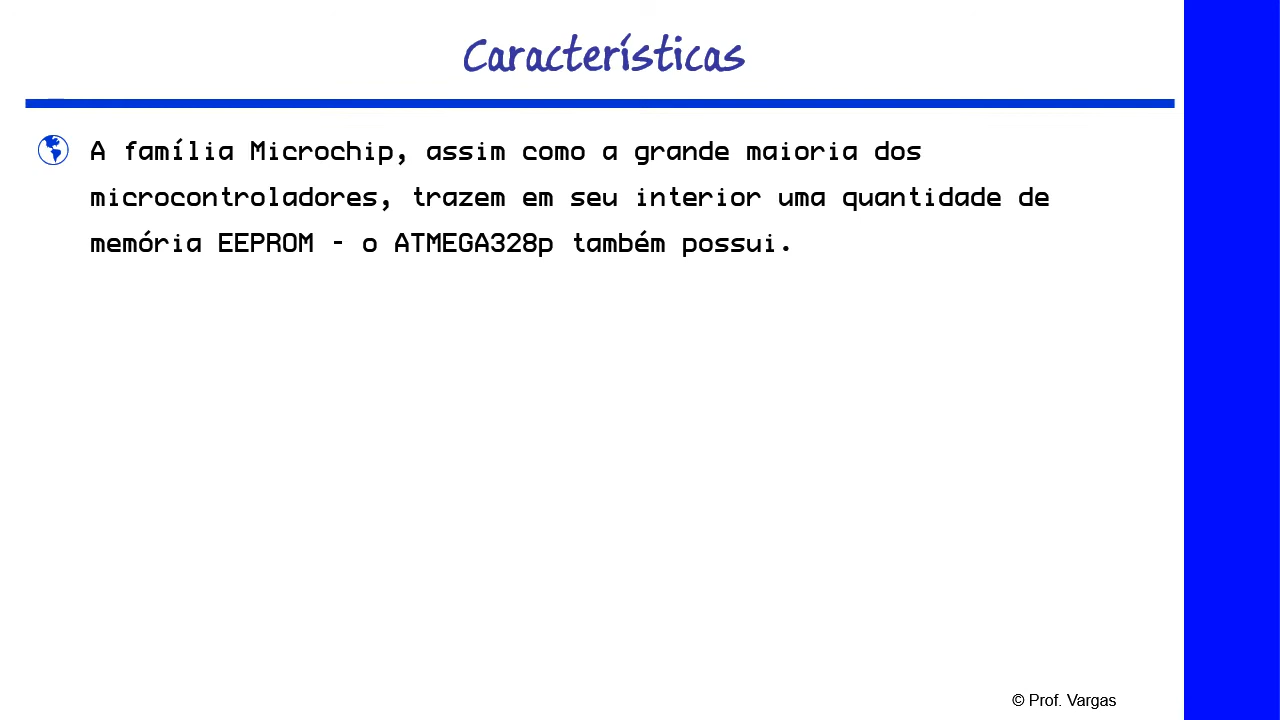 Características
A família Microchip, assim como a grande maioria dos
microcontroladores, trazem em seu interior uma quantidade de
memória EEPROM - o ATMEGA328p também possui.
© Prof. Vargas